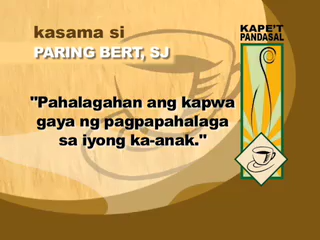 kasama si
PARING BERT, SJ
KAPE'T
PANDASAL
"Pahalagahan ang kapwa
gaya ng pagpapahalaga
sa iyong ka-anak."